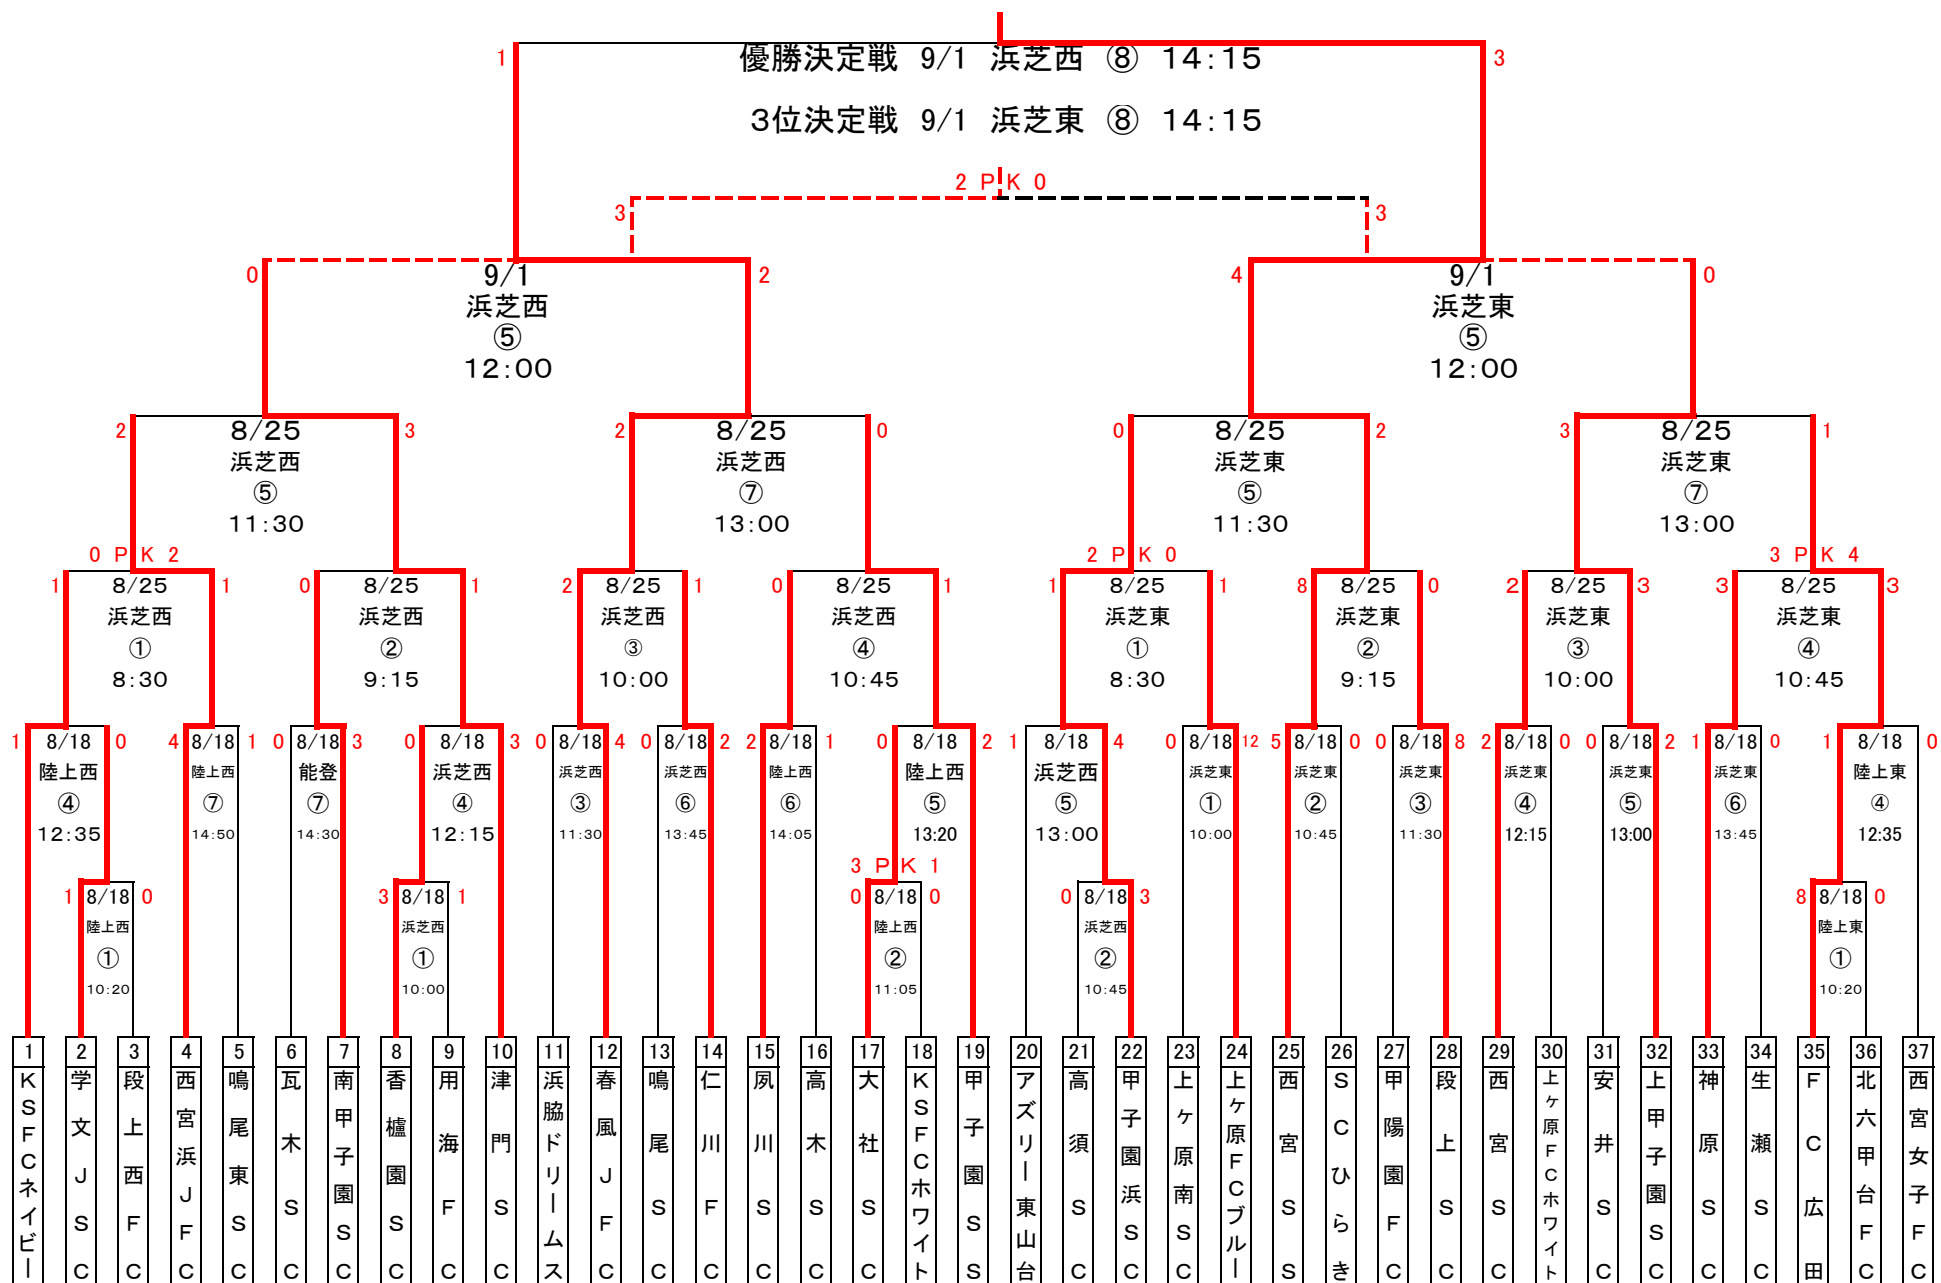 優勝決定戦 9/1 浜芝西 ⑧ 14:15
1 3
3位決定戦 9/1 浜芝東 ⑧ 14:15
2 PK 0
3 3
0 9/1 2 4 9/1 0
浜芝西 浜芝東
⑤ ⑤
12:00 12:00
2 8/25 3 2 8/25 0 0 8/25 2 3 8/25 1
浜芝西 浜芝西 浜芝東 浜芝東
⑤ ⑦ ⑤ ⑦
11:30 13:00 11:30 13:00
0 PK 2 2 PK 0 3 PK 4
1 8/25 1 0 8/25 1 2 8/25 1 0 8/25 1 1 8/25 1 8 8/25 0 2 8/25 3 3 8/25 3
浜芝西 浜芝西 浜芝西 浜芝西 浜芝東 浜芝東 浜芝東 浜芝東
① ② ③ ④ ① ② ③ ④
8:30 9:15 10:00 10:45 8:30 9:15 10:00 10:45
1 8/18 0 4 8/18 1 0 8/18 3 0 8/18 3 0 8/18 4 0 8/18 2 2 8/18 1 0 8/18 2 1 8/18 4 0 8/18 12 5 8/18 0 0 8/18 8 2 8/18 0 0 8/18 2 1 8/18 0 1 8/18 0
陸上西 陸上西 能登 浜芝西 浜芝西 浜芝西 陸上西 陸上西 浜芝西 浜芝東 浜芝東 浜芝東 浜芝東 浜芝東 浜芝東 陸上東
④ ⑦ ⑦ ④ ③ ⑥ ⑥ ⑤ ⑤ ① ② ③ ④ ⑤ ⑥ ④
12:35 14:50 14:30 12:15 11:30 13:45 14:05 13:20 13:00 10:00 10:45 11:30 12:15 13:00 13:45 12:35
3 PK 1
1 8/18 0 3 8/18 1 0 8/18 0 0 8/18 3 8 8/18 0
陸上西 浜芝西 陸上西 浜芝西 陸上東
① ① ② ② ①
10:20 10:00 11:05 10:45 10:20
1 KSFCネイビー
2 学文JSC
3 段上西FC
4 西宮浜JFC
5 鳴尾東SC
6 瓦木SC
7 南甲子園SC
8 香櫨園SC
9 用海FC
10 津門SC
11 浜脇ドリームス
12 春風JFC
13 鳴尾SC
14 仁川FC
15 夙川SC
16 高木SC
17 大社SC
18 KSFCホワイト
19 甲子園SS
20 アズリー東山台
21 高須SC
22 甲子園浜SC
23 上ヶ原南SC
24 上ヶ原FCブルー
25 西宮SS
26 SCひらき
27 甲陽園FC
28 段上SC
29 西宮SC
30 上ヶ原FCホワイト
31 安井SC
32 上甲子園SC
33 神原SC
34 生瀬SC
35 FC広田
36 北六甲台FC
37 西宮女子FC